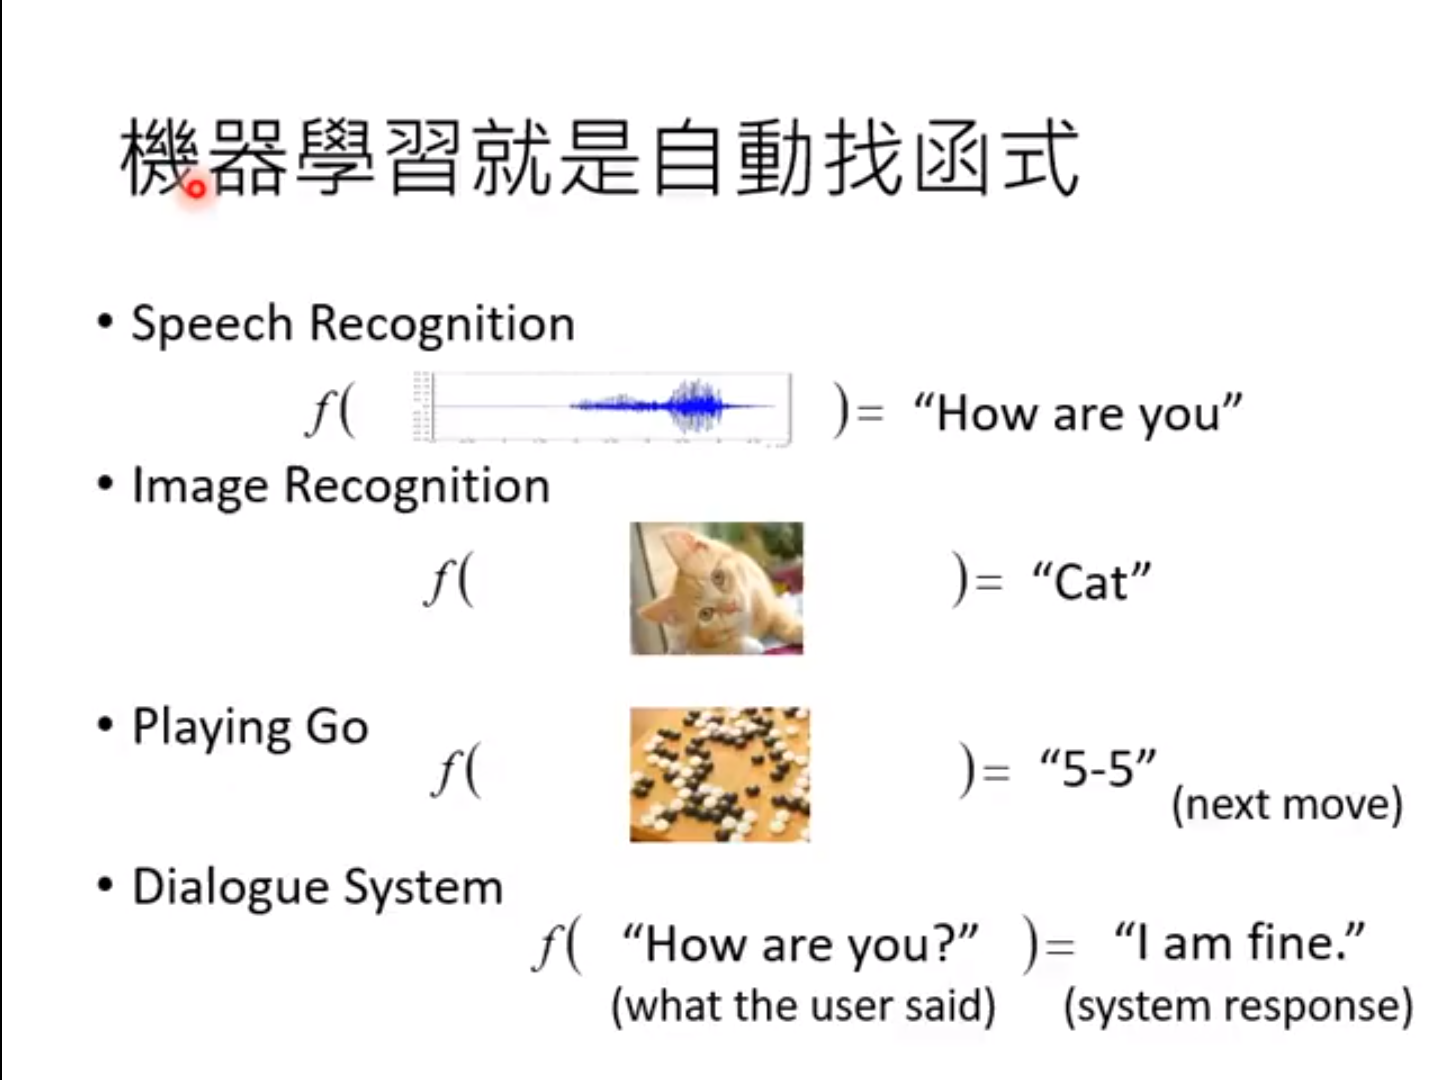 機器學習就是自動找函式
• Speech Recognition
f( )= “How are you”
• Image Recognition
f( )= “Cat”
• Playing Go
f( )= “5-5”
(next move)
• Dialogue System
f( “How are you?” )= “I am fine.”
(what the user said) (system response)